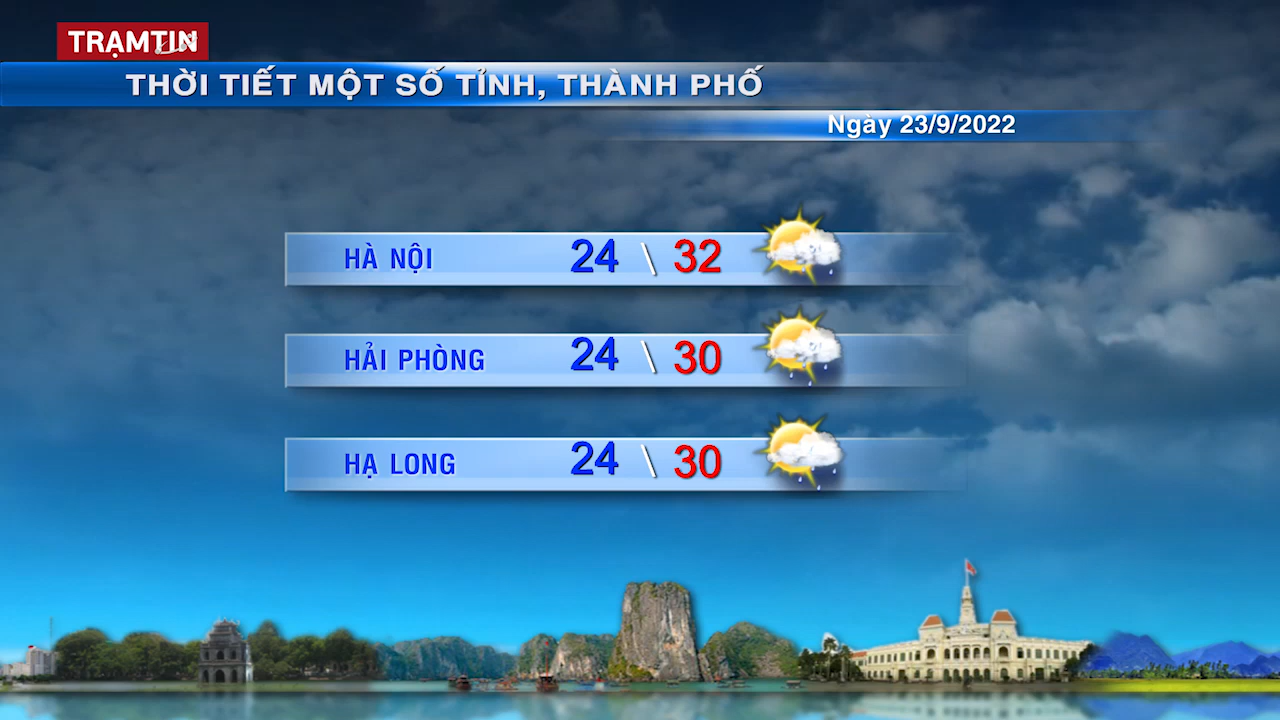 TRẠMTIN
THỜI TIẾT MỘT SỐ TỈNH, THÀNH PHỐ
Ngày 23/9/2022
HÀ NỘI 24 \ 32
HẢI PHÒNG 24 \ 30
HẠ LONG 24 \ 30